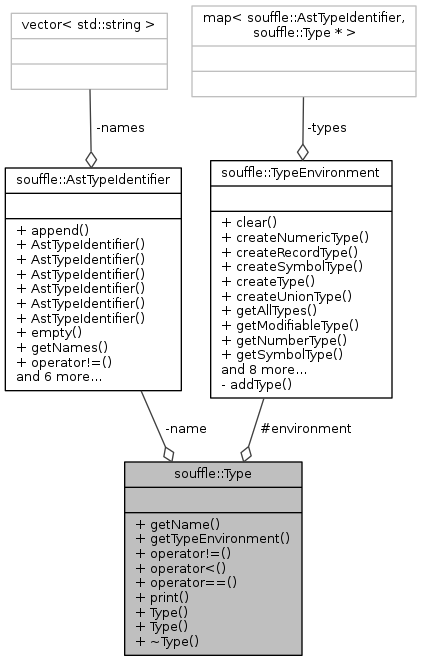 vector< std::string >
map< souffle::AstTypeIdentifier,
souffle::Type * >
-names
-types
souffle::AstTypeIdentifier
+ append()
+ AstTypeIdentifier()
+ AstTypeIdentifier()
+ AstTypeIdentifier()
+ AstTypeIdentifier()
+ AstTypeIdentifier()
+ AstTypeIdentifier()
+ empty()
+ getNames()
+ operator!=()
and 6 more...
souffle::TypeEnvironment
+ clear()
+ createNumericType()
+ createRecordType()
+ createSymbolType()
+ createType()
+ createUnionType()
+ getAllTypes()
+ getModifiableType()
+ getNumberType()
+ getSymbolType()
and 8 more...
- addType()
-name
#environment
souffle::Type
+ getName()
+ getTypeEnvironment()
+ operator!=()
+ operator<()
+ operator==()
+ print()
+ Type()
+ Type()
+ ~Type()